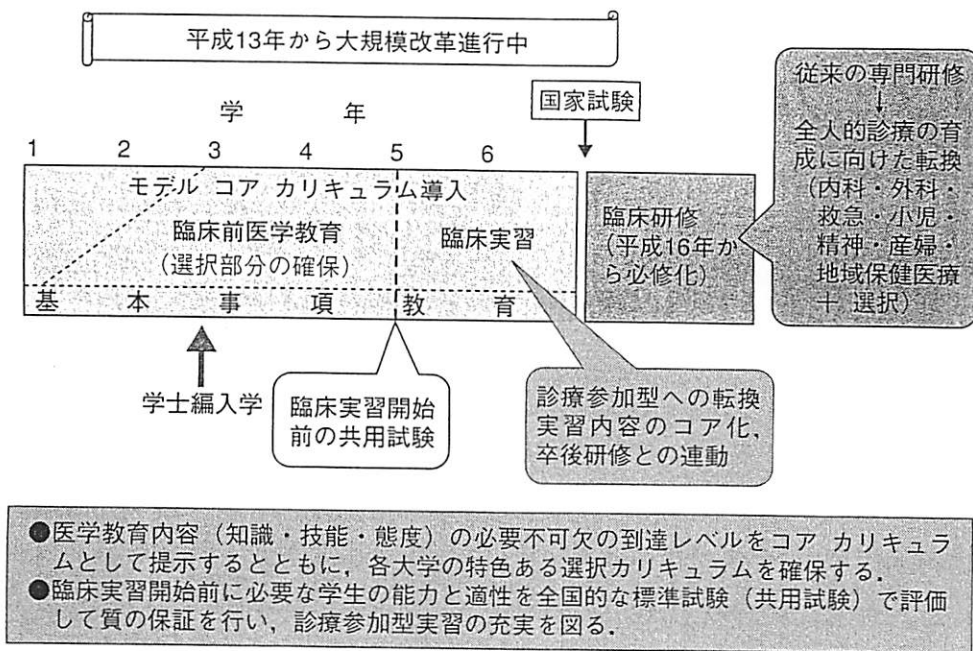 平成13年から大規模改革進行中
学 年
国家試験
従来の専門研修
↓
全人的診療の育
成に向けた転換
(内科・外科・
救急・小児・
精神・産婦・
地域保健医療
+ 選択)
1 2 3 4 5 6
モデル コア カリキュラム導入
臨床前医学教育
(選択部分の確保)
臨床実習
臨床研修
(平成16年か
ら必修化)
基 本 事 項 教 育
学士編入学
臨床実習開始
前の共用試験
診療参加型への転換
実習内容のコア化,
卒後研修との連動
●医学教育内容(知識・技能・態度)の必要不可欠の到達レベルをコア カリキュラ
ムとして提示するとともに,各大学の特色ある選択カリキュラムを確保する.
●臨床実習開始前に必要な学生の能力と適性を全国的な標準試験(共用試験)で評価
して質の保証を行い,診療参加型実習の充実を図る.